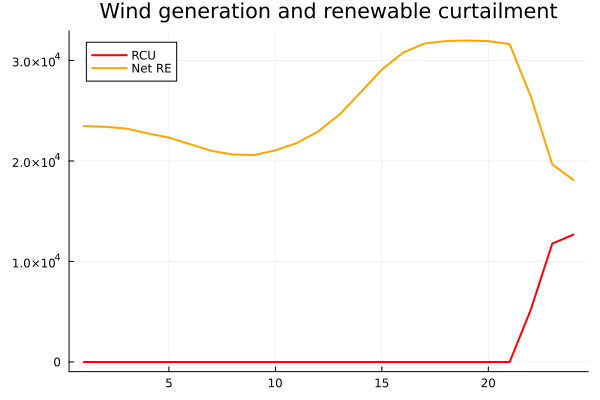 Wind generation and renewable curtailment
RCU
Net RE
3.0×10⁴
2.0×10⁴
1.0×10⁴
0
5 10 15 20